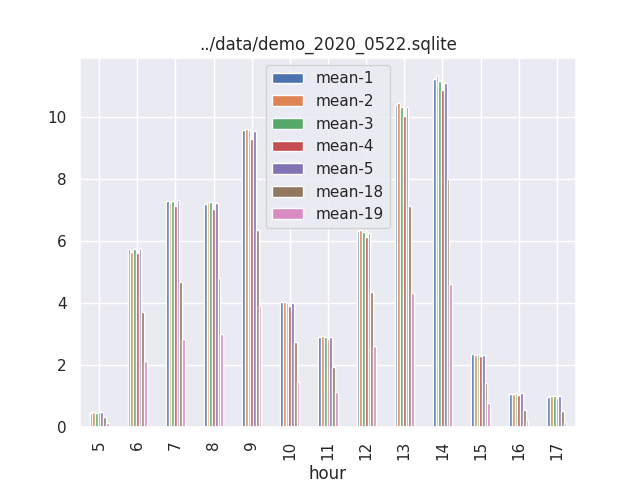 ../data/demo_2020_0522.sqlite
mean-1
mean-2
mean-3
mean-4
mean-5
mean-18
mean-19
10
8
6
4
2
0
5 6 7 8 9 10 11 12 13 14 15 16 17
hour